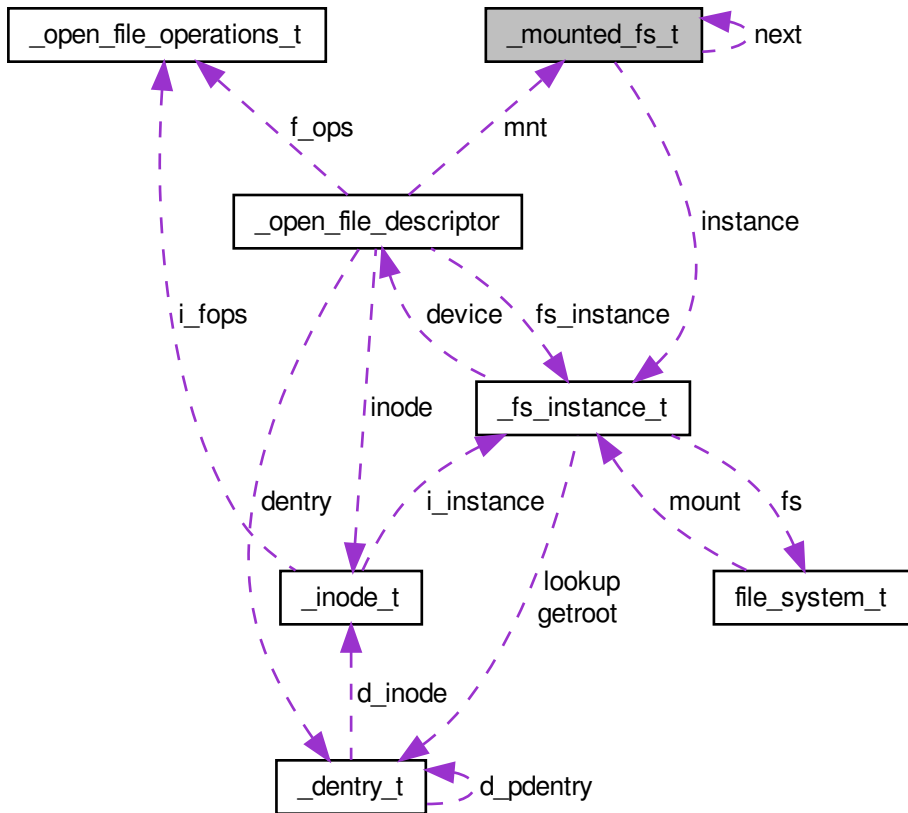 _open_file_operations_t
_mounted_fs_t
next
f_ops
mnt
_open_file_descriptor
instance
i_fops
device
fs_instance
_fs_instance_t
inode
dentry
i_instance
mount
fs
_inode_t
lookup
getroot
file_system_t
d_inode
_dentry_t
d_pdentry